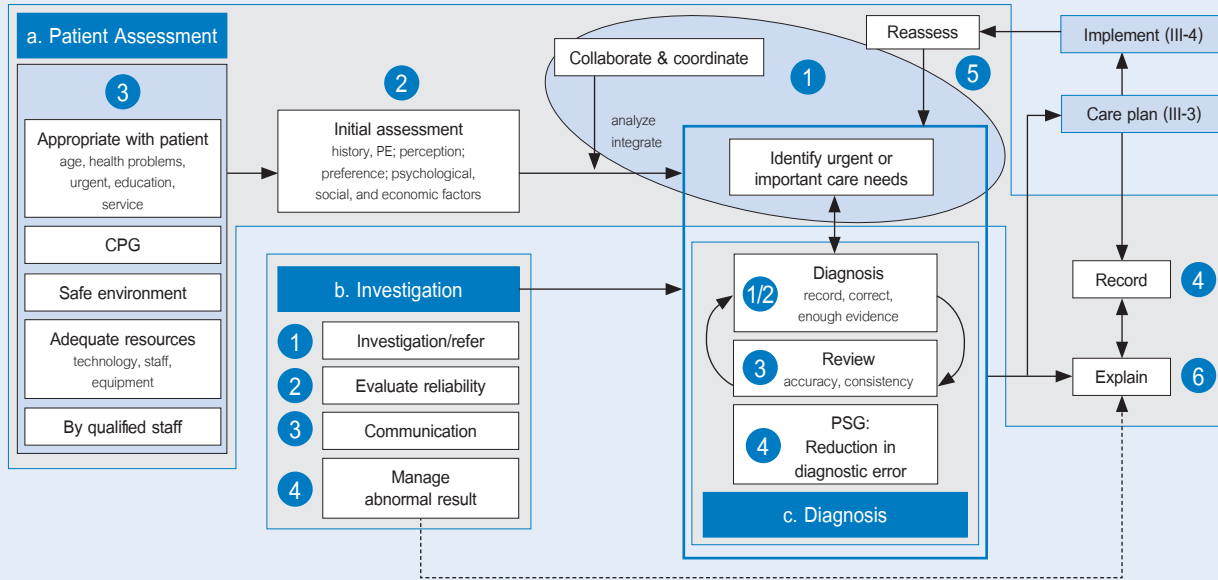 a. Patient Assessment
3
Appropriate with patient
age, health problems,
urgent, education,
service
CPG
Safe environment
Adequate resources
technology, staff,
equipment
By qualified staff
2
Initial assessment
history, PE; perception;
preference; psychological,
social, and economic factors
Collaborate & coordinate
1
analyze
integrate
Reassess
5
Implement (III-4)
Care plan (III-3)
Identify urgent or
important care needs
b. Investigation
1
Investigation/refer
2
Evaluate reliability
3
Communication
4
Manage
abnormal result
1/2
Diagnosis
record, correct,
enough evidence
3
Review
accuracy, consistency
4
PSG:
Reduction in
diagnostic error
c. Diagnosis
Record
4
Explain
6